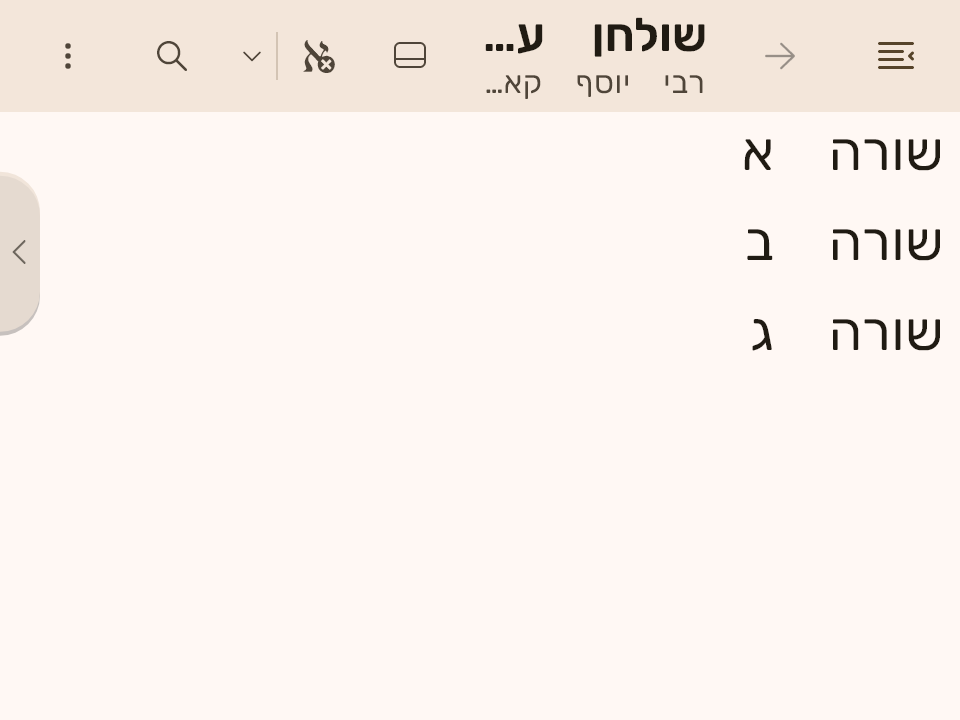 שולחן ע...
רבי יוסף קא...
שורה א
שורה ב
שורה ג